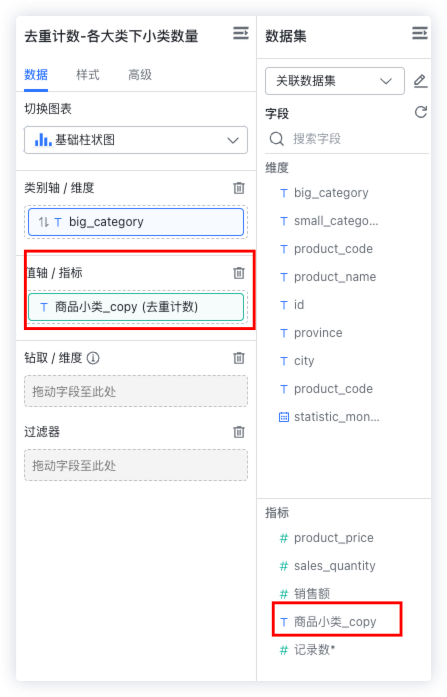 去重计数-各大类下小类数量
数据 样式 高级
切换图表
基础柱状图
类别轴 / 维度
T big_category
值轴 / 指标
T 商品小类_copy (去重计数)
钻取 / 维度
拖动字段至此处
过滤器
拖动字段至此处
数据集
关联数据集
字段
搜索字段
维度
T big_category
T small_catego...
T product_code
T product_name
T id
T province
T city
T product_code
statistic_mon...
指标
# product_price
# sales_quantity
# 销售额
T 商品小类_copy
# 记录数*